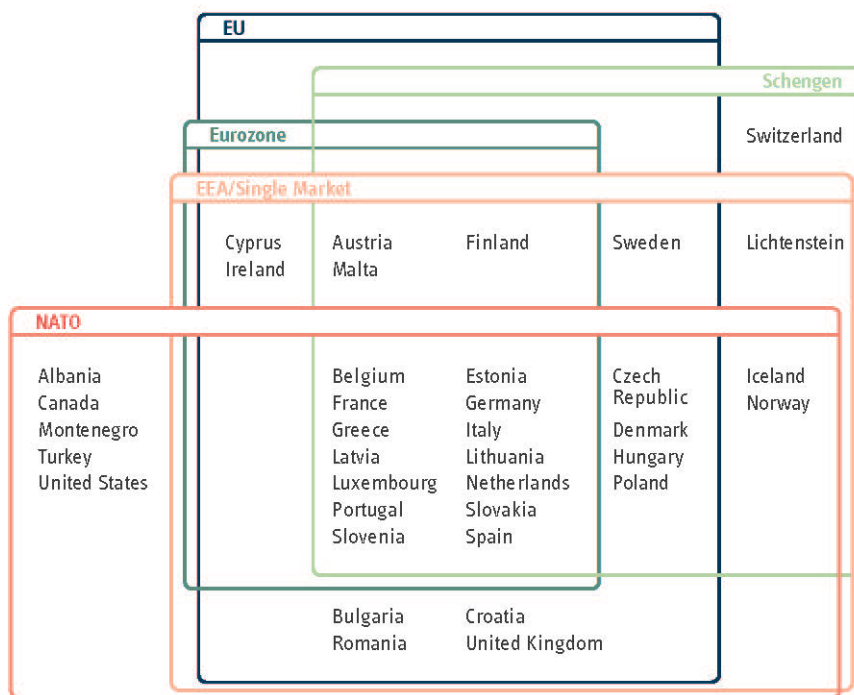 EU
Schengen
Eurozone
Switzerland
EEA/Single Market
Cyprus Austria Finland Sweden Lichtenstein
Ireland Malta
NATO
Albania Belgium Estonia Czech Iceland
Canada France Germany Republic Norway
Montenegro Greece Italy Denmark
Turkey Latvia Lithuania Hungary
United States Luxembourg Netherlands Poland
Portugal Slovakia
Slovenia Spain
Bulgaria Croatia
Romania United Kingdom